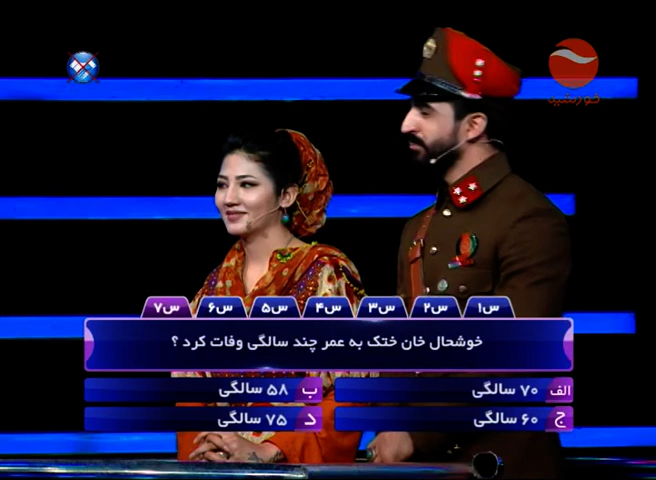 خورشید
س۱ س۲ س۳ س۴ س۵ س۶ س۷
خوشحال خان ختک به عمر چند سالگی وفات کرد ؟
الف ۷۰ سالگی
ب ۵۸ سالگی
ج ۶۰ سالگی
د ۷۵ سالگی